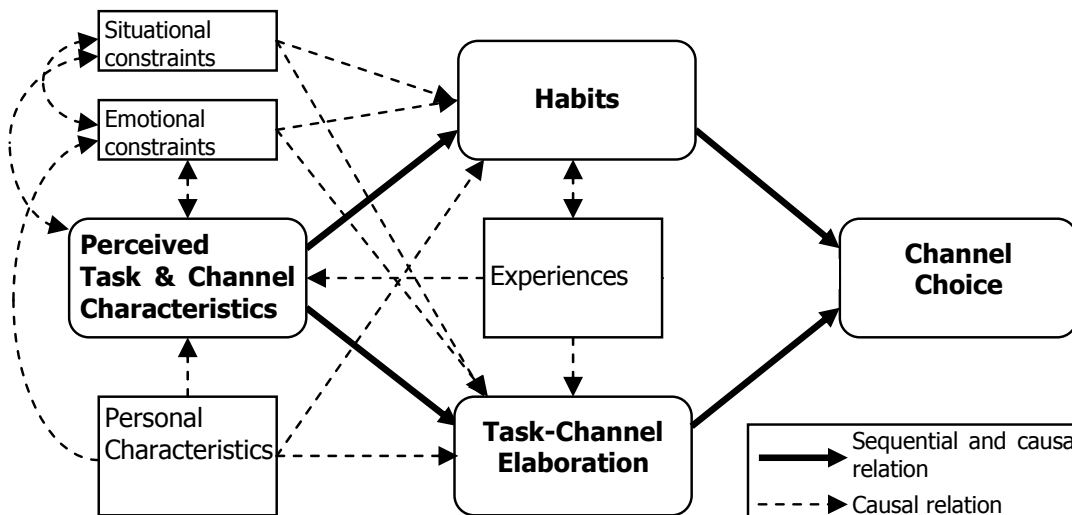 Situational
constraints
Emotional
constraints
Habits
Perceived
Task & Channel
Characteristics
Experiences
Channel
Choice
Personal
Characteristics
Task-Channel
Elaboration
Sequential and causa
relation
Causal relation